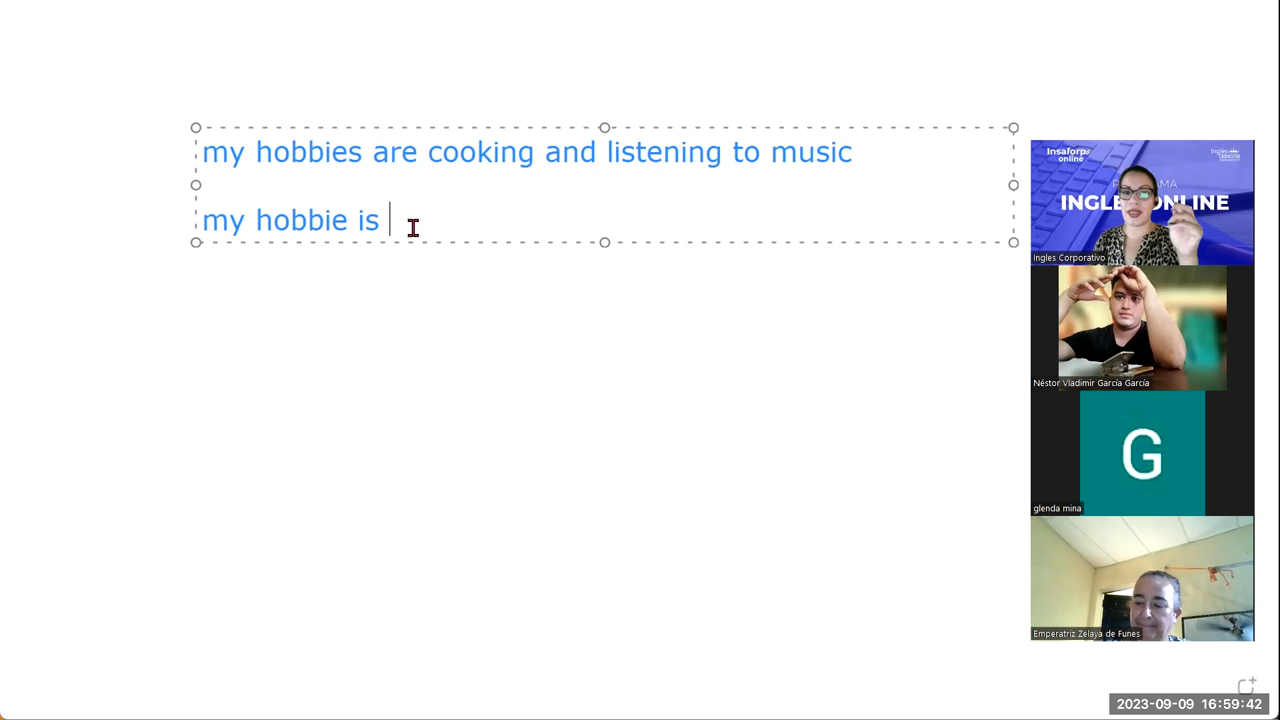 my hobbies are cooking and listening to music
my hobbie is
Insaforp
online
INGLE ONLINE
Ingles Corporativo
Néstor Vladimir García García
G
glenda mina
Emperatriz Zelaya de Funes
2023-09-09 16:59:42